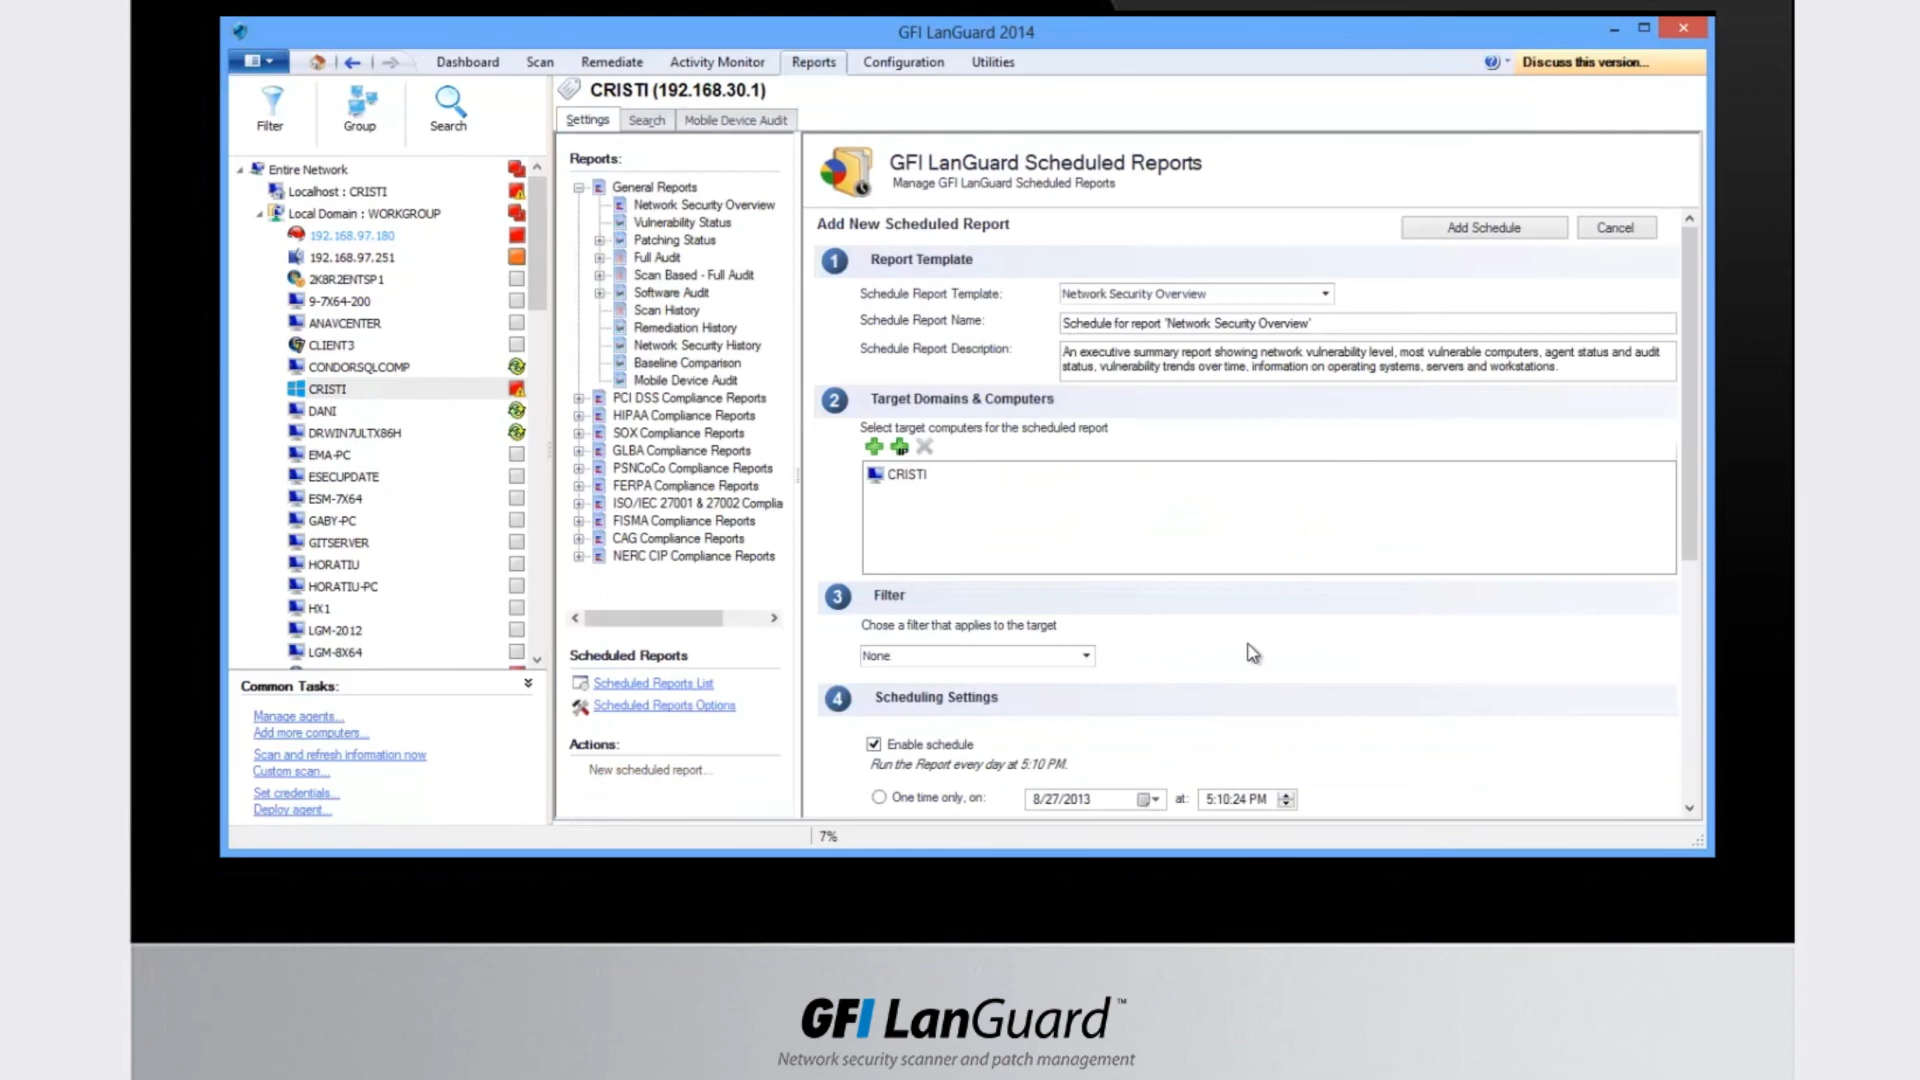 GFI LanGuard 2014
Dashboard Scan Remediate Activity Monitor Reports Configuration Utilities Discuss this version...
Filter Group Search
CRISTI (192.168.30.1)
Settings Search Mobile Device Audit
Entire Network
Localhost : CRISTI
Local Domain : WORKGROUP
192.168.97.180
192.168.97.251
2K8R2ENTSP1
9-7X64-200
ANAVCENTER
CLIENT3
CONDORSQLCOMP
CRISTI
DANI
DRWIN7ULTX86H
EMA-PC
ESECUPDATE
ESM-7X64
GABY-PC
GITSERVER
HORATIU
HORATIU-PC
HX1
LGM-2012
LGM-8X64
Common Tasks:
Manage agents...
Add more computers...
Scan and refresh information now
Custom scan...
Set credentials...
Deploy agent...
Reports:
General Reports
Network Security Overview
Vulnerability Status
Patching Status
Full Audit
Scan Based - Full Audit
Software Audit
Scan History
Remediation History
Network Security History
Baseline Comparison
Mobile Device Audit
PCI DSS Compliance Reports
HIPAA Compliance Reports
SOX Compliance Reports
GLBA Compliance Reports
PSNCoCo Compliance Reports
FERPA Compliance Reports
ISO/IEC 27001 & 27002 Complia
FISMA Compliance Reports
CAG Compliance Reports
NERC CIP Compliance Reports
Scheduled Reports
Scheduled Reports List
Scheduled Reports Options
Actions:
New scheduled report...
GFI LanGuard Scheduled Reports
Manage GFI LanGuard Scheduled Reports
Add New Scheduled Report Add Schedule Cancel
1 Report Template
Schedule Report Template: Network Security Overview
Schedule Report Name: Schedule for report 'Network Security Overview'
Schedule Report Description: An executive summary report showing network vulnerability level, most vulnerable computers, agent status and audit
status, vulnerability trends over time, information on operating systems, servers and workstations.
2 Target Domains & Computers
Select target computers for the scheduled report
CRISTI
3 Filter
Chose a filter that applies to the target
None
4 Scheduling Settings
Enable schedule
Run the Report every day at 5:10 PM.
One time only, on: 8/27/2013 at: 5:10:24 PM
7%
GFI LanGuard™
Network security scanner and patch management